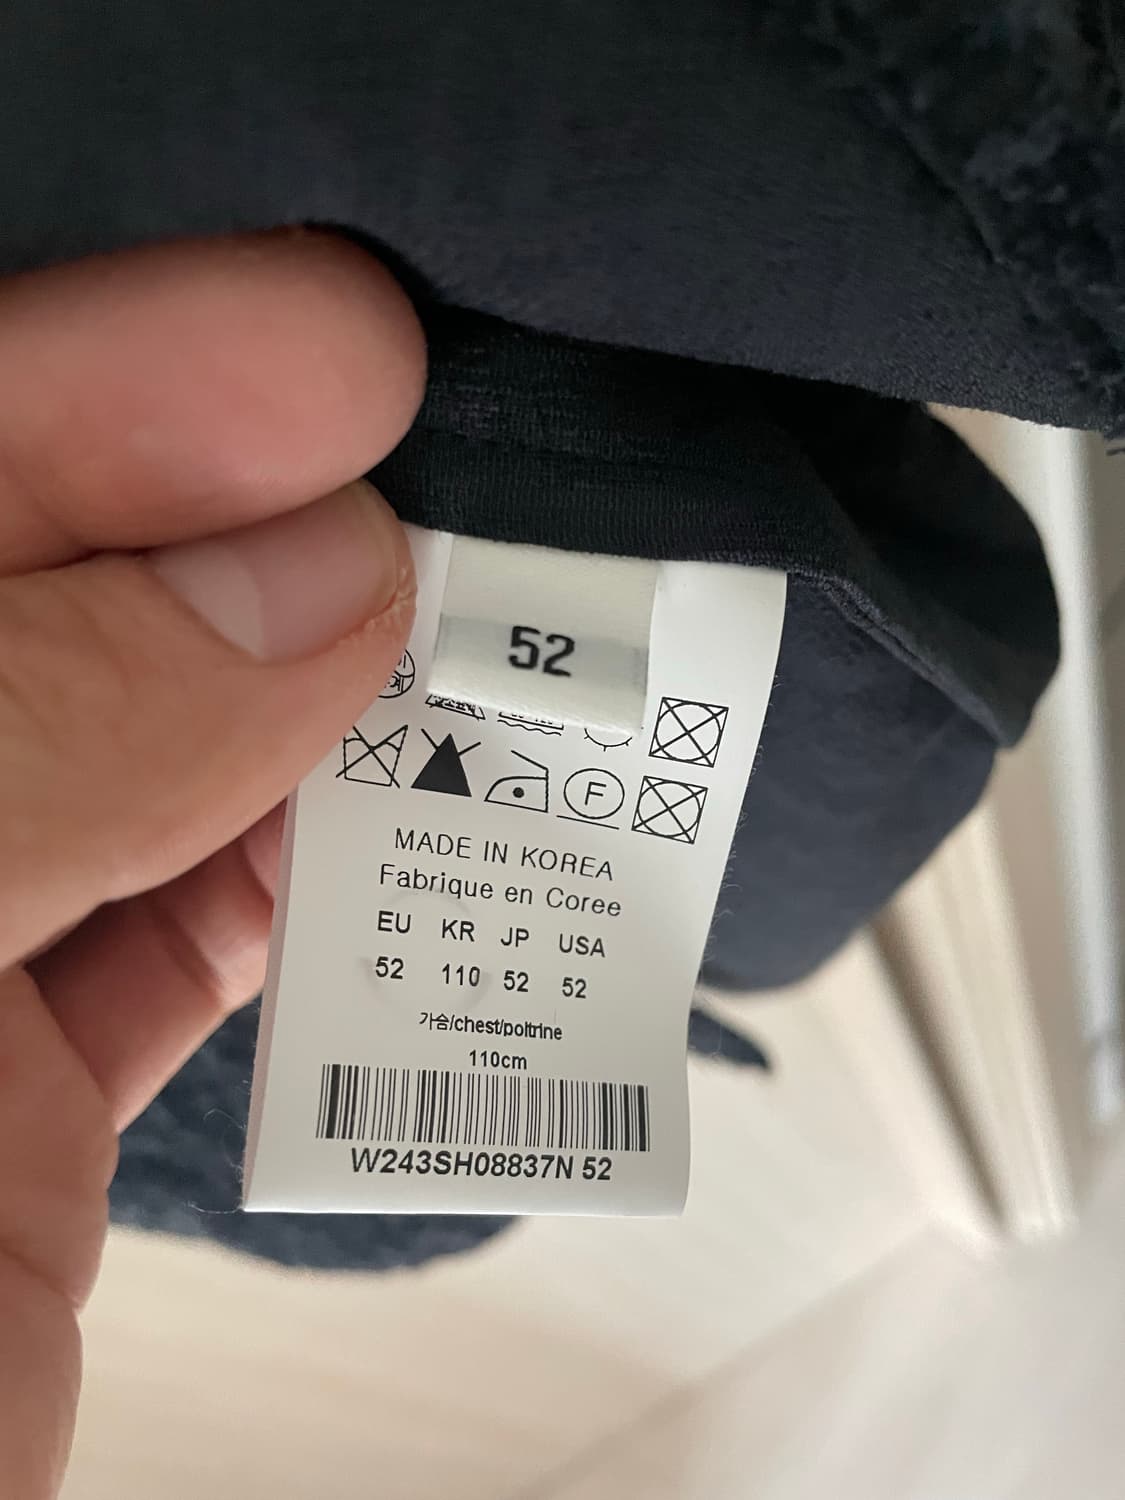 52
F
MADE IN KOREA
Fabrique en Coree
EU KR JP USA
52 110 52 52
가슴/chest/poltrine
110cm
W243SH08837N 52